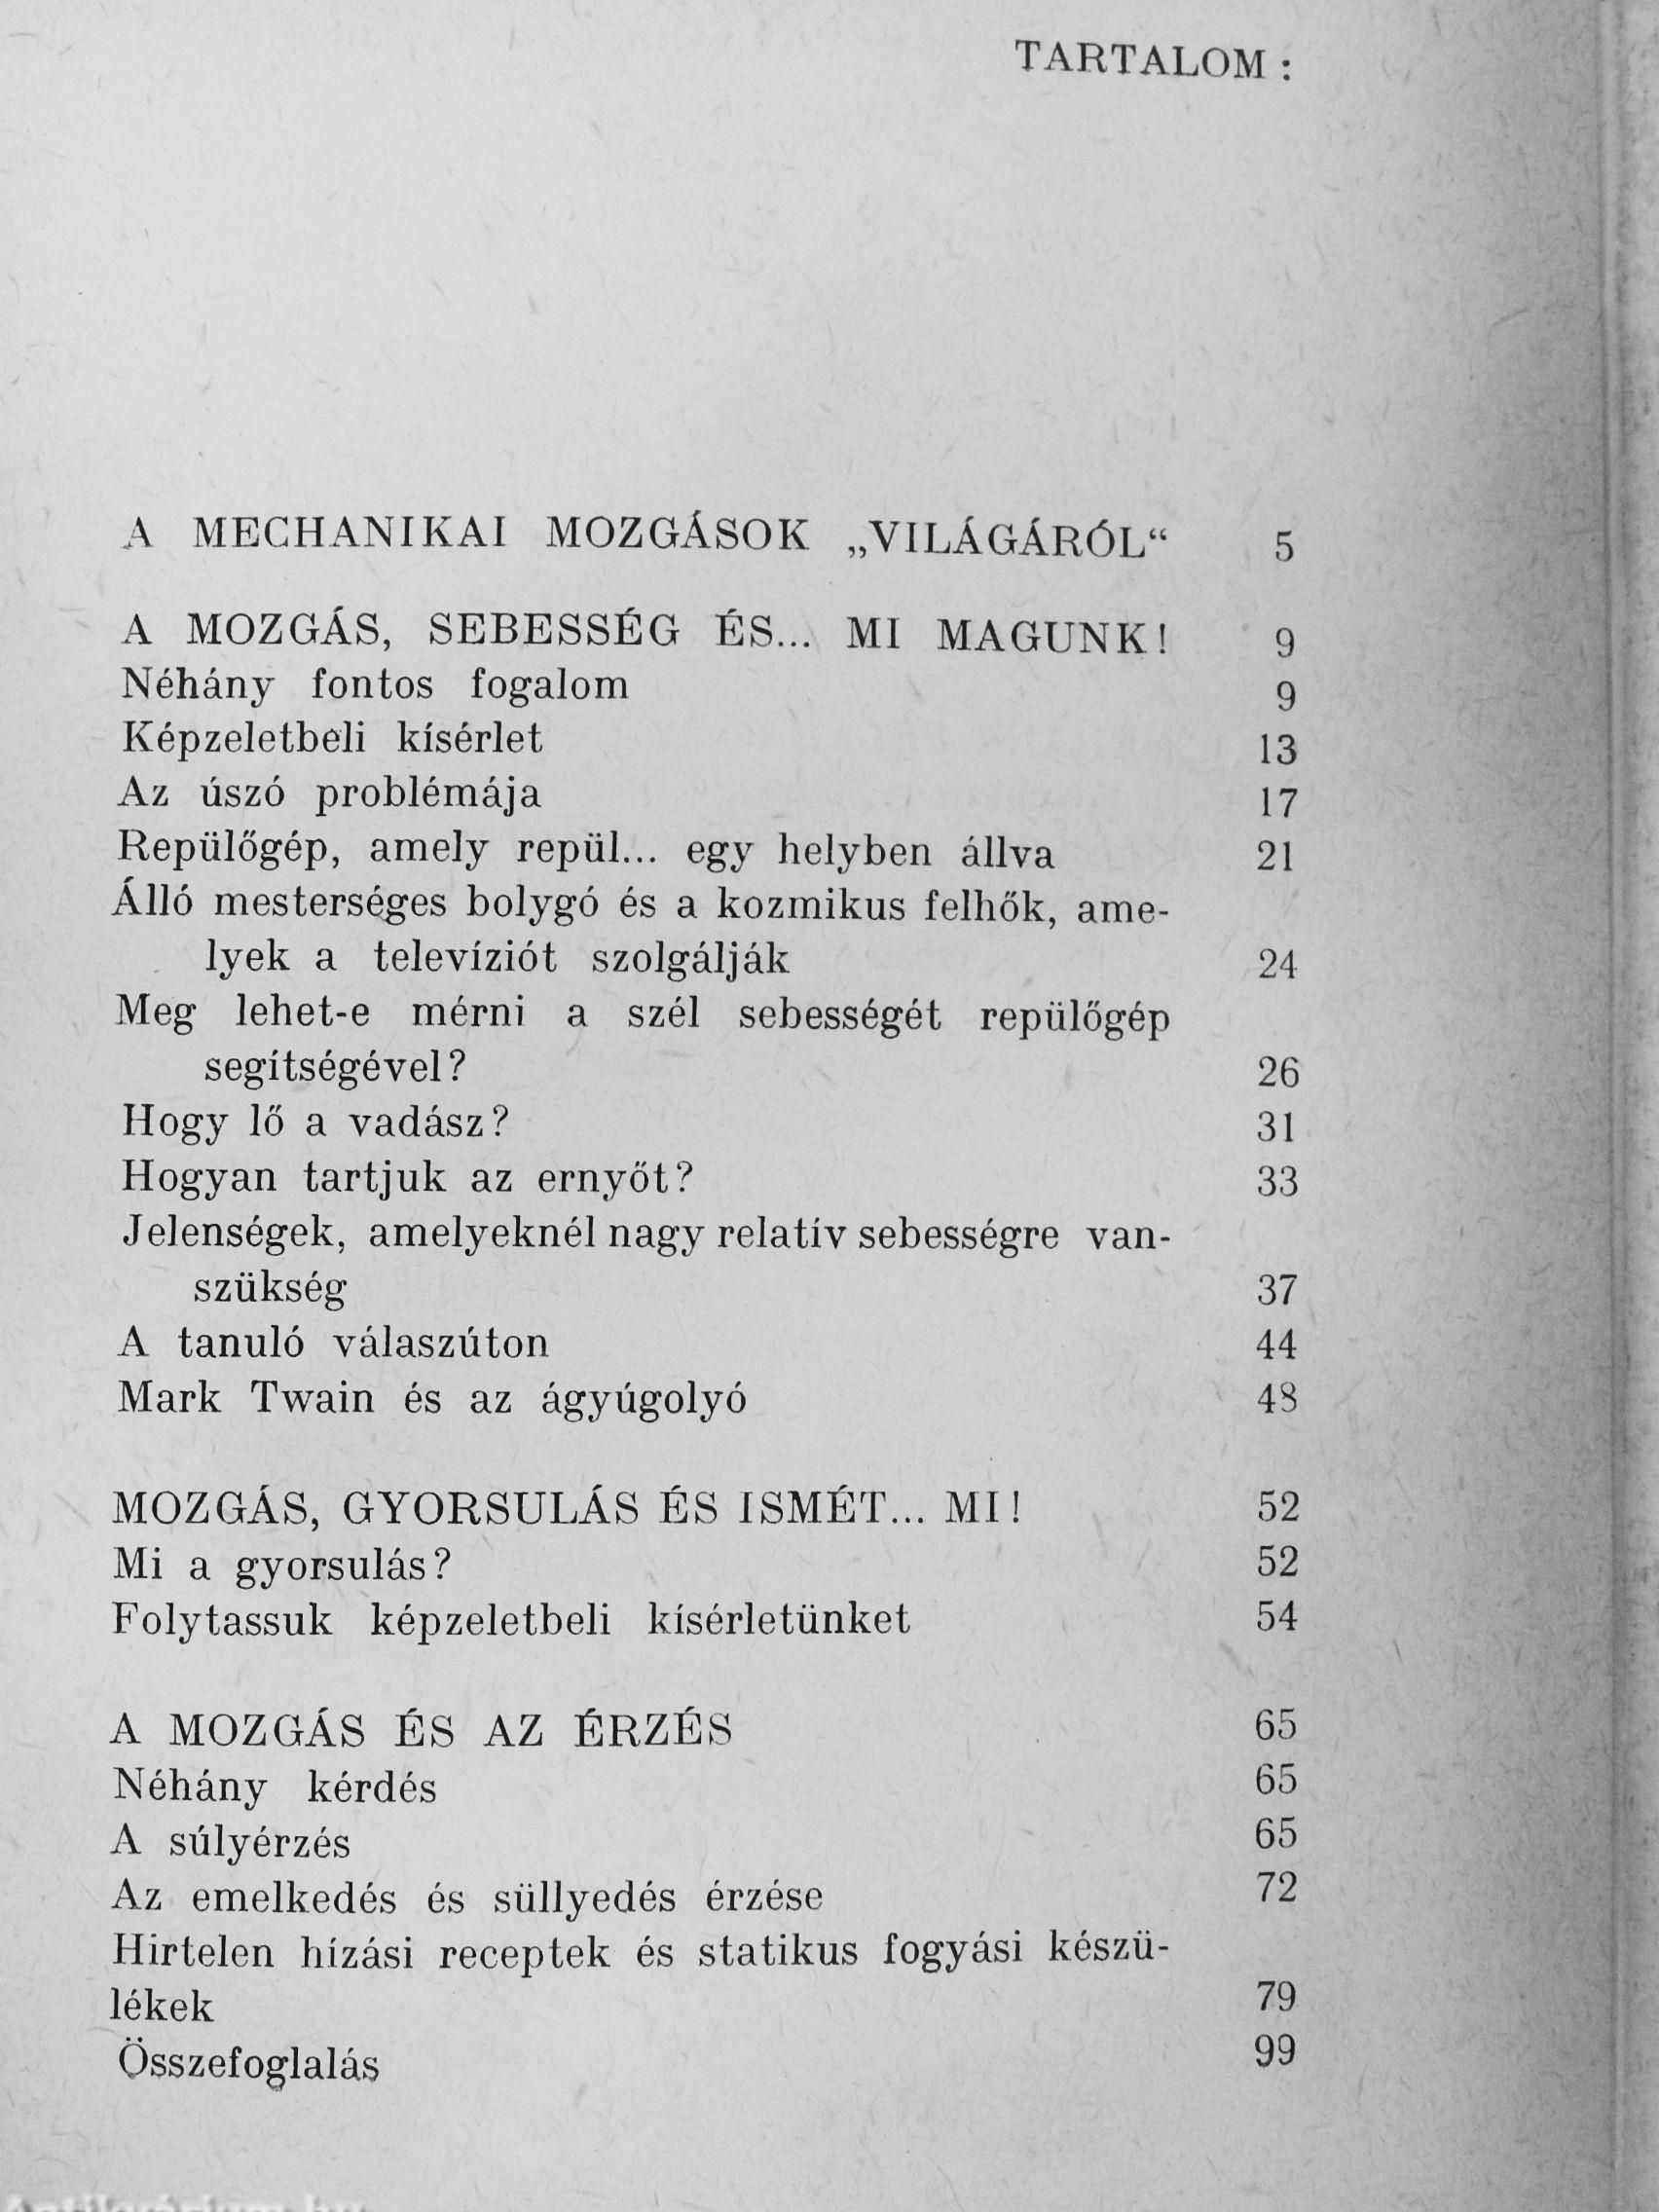 TARTALOM :
A MECHANIKAI MOZGÁSOK „VILÁGÁRÓL“ 5
A MOZGÁS, SEBESSÉG ÉS... MI MAGUNK! 9
Néhány fontos fogalom 9
Képzeletbeli kísérlet 13
Az úszó problémája 17
Repülőgép, amely repül... egy helyben állva 21
Álló mesterséges bolygó és a kozmikus felhők, ame-
lyek a televíziót szolgálják 24
Meg lehet-e mérni a szél sebességét repülőgép
segítségével? 26
Hogy lő a vadász? 31
Hogyan tartjuk az ernyőt? 33
Jelenségek, amelyeknél nagy relatív sebességre van-
szükség 37
A tanuló válaszúton 44
Mark Twain és az ágyúgolyó 48
MOZGÁS, GYORSULÁS ÉS ISMÉT... MI! 52
Mi a gyorsulás? 52
Folytassuk képzeletbeli kísérletünket 54
A MOZGÁS ÉS AZ ÉRZÉS 65
Néhány kérdés 65
A súlyérzés 65
Az emelkedés és süllyedés érzése 72
Hirtelen hízási receptek és statikus fogyási készü-
lékek 79
Összefoglalás 99